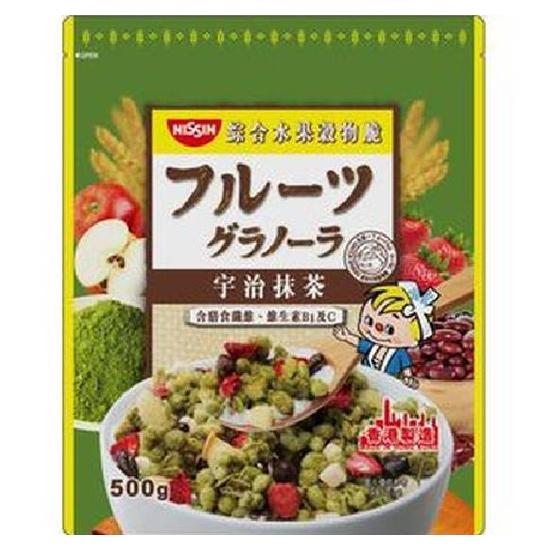 OPEN
NISSIN
綜合水果穀物脆
フルーツ
グラノーラ
宇治抹茶
含膳食纖維、維生素B1及C
香港製造
500g